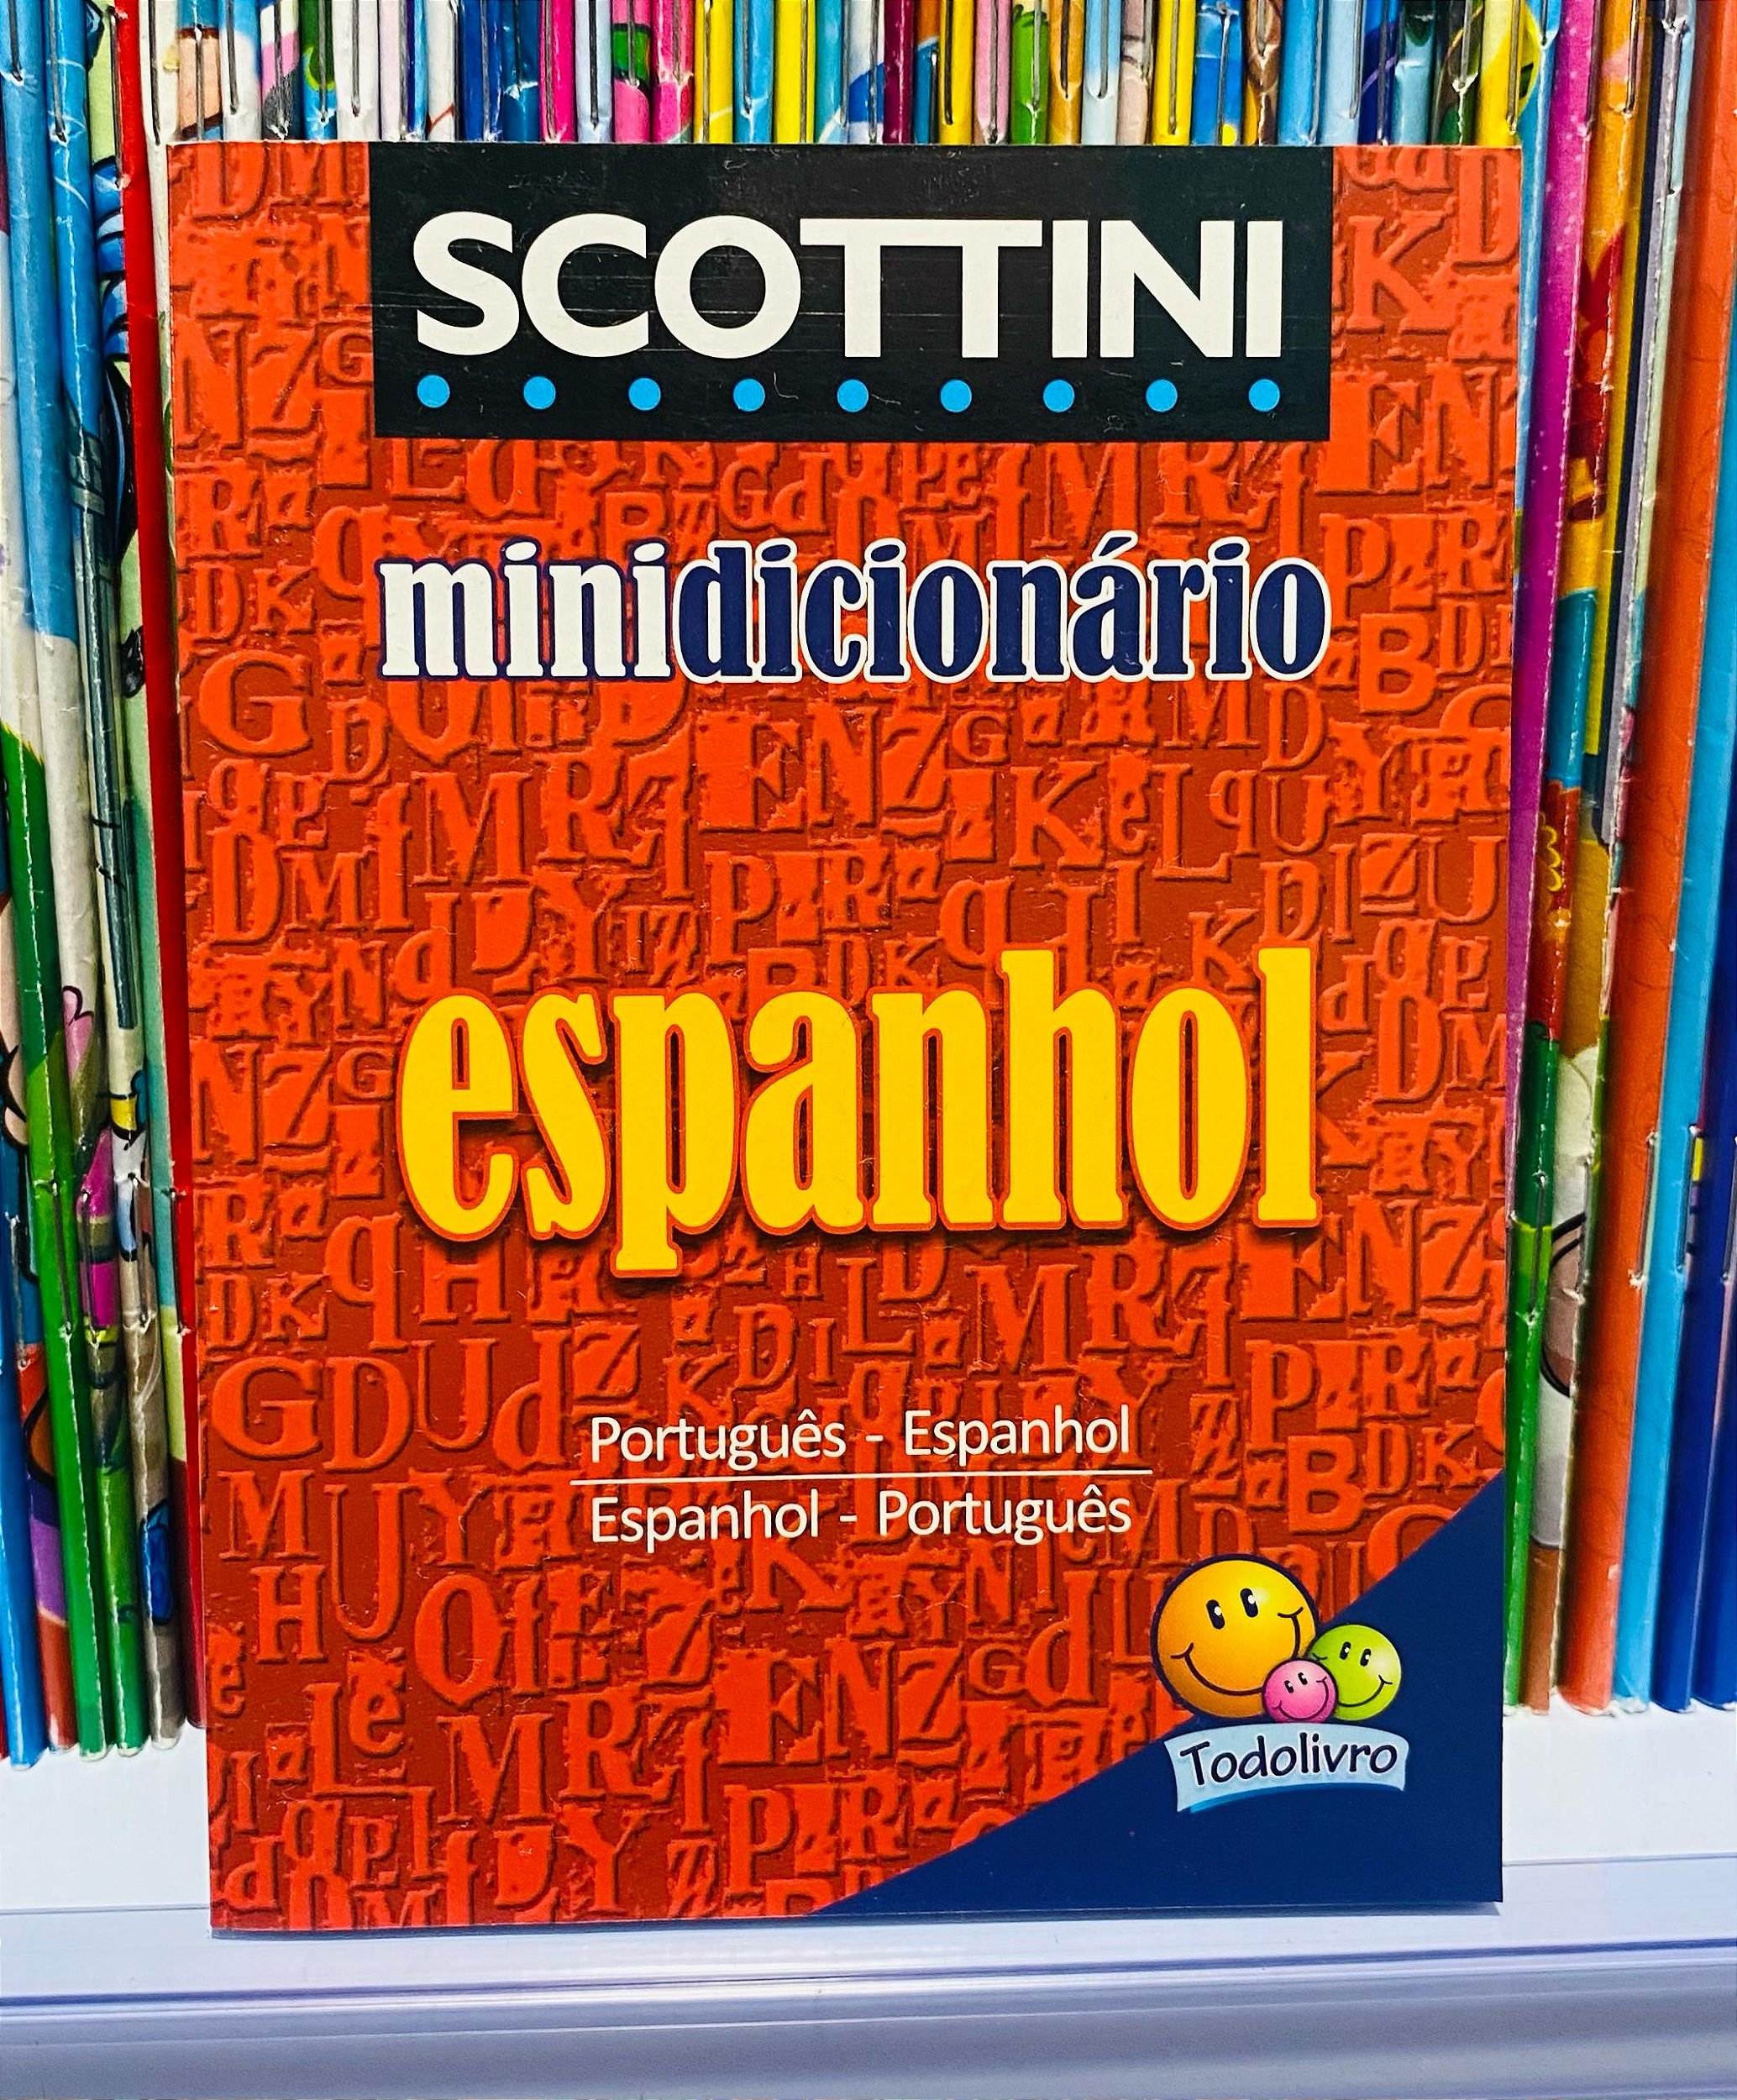 SCOTTINI
minidicionário
espanhol
Português - Espanhol
Espanhol - Português
Todolivro